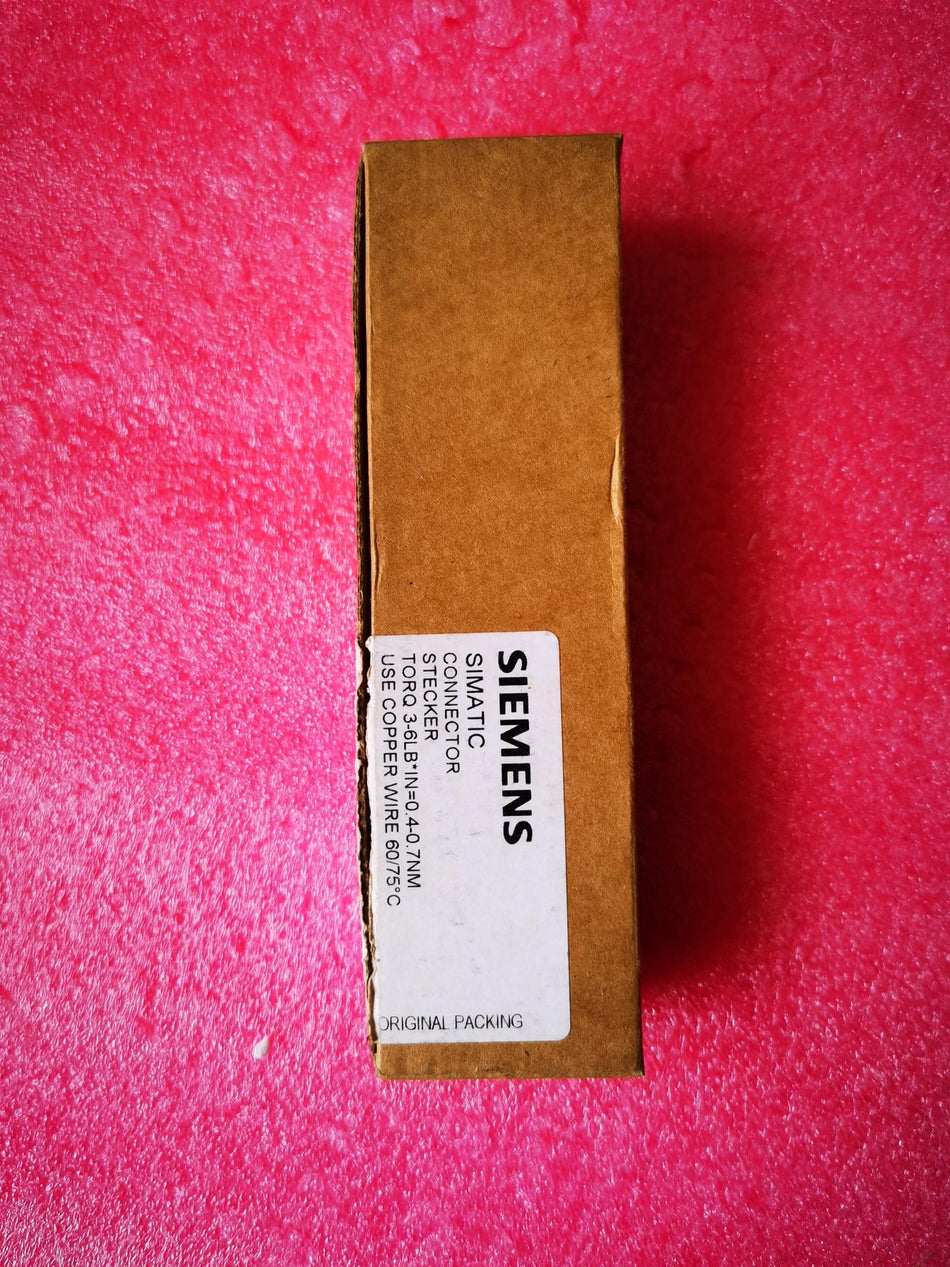 SIEMENS
SIMATIC
CONNECTOR
STECKER
TORQ 3-6LB*IN=0.4-0.7NM
USE COPPER WIRE 60/75°C
ORIGINAL PACKING